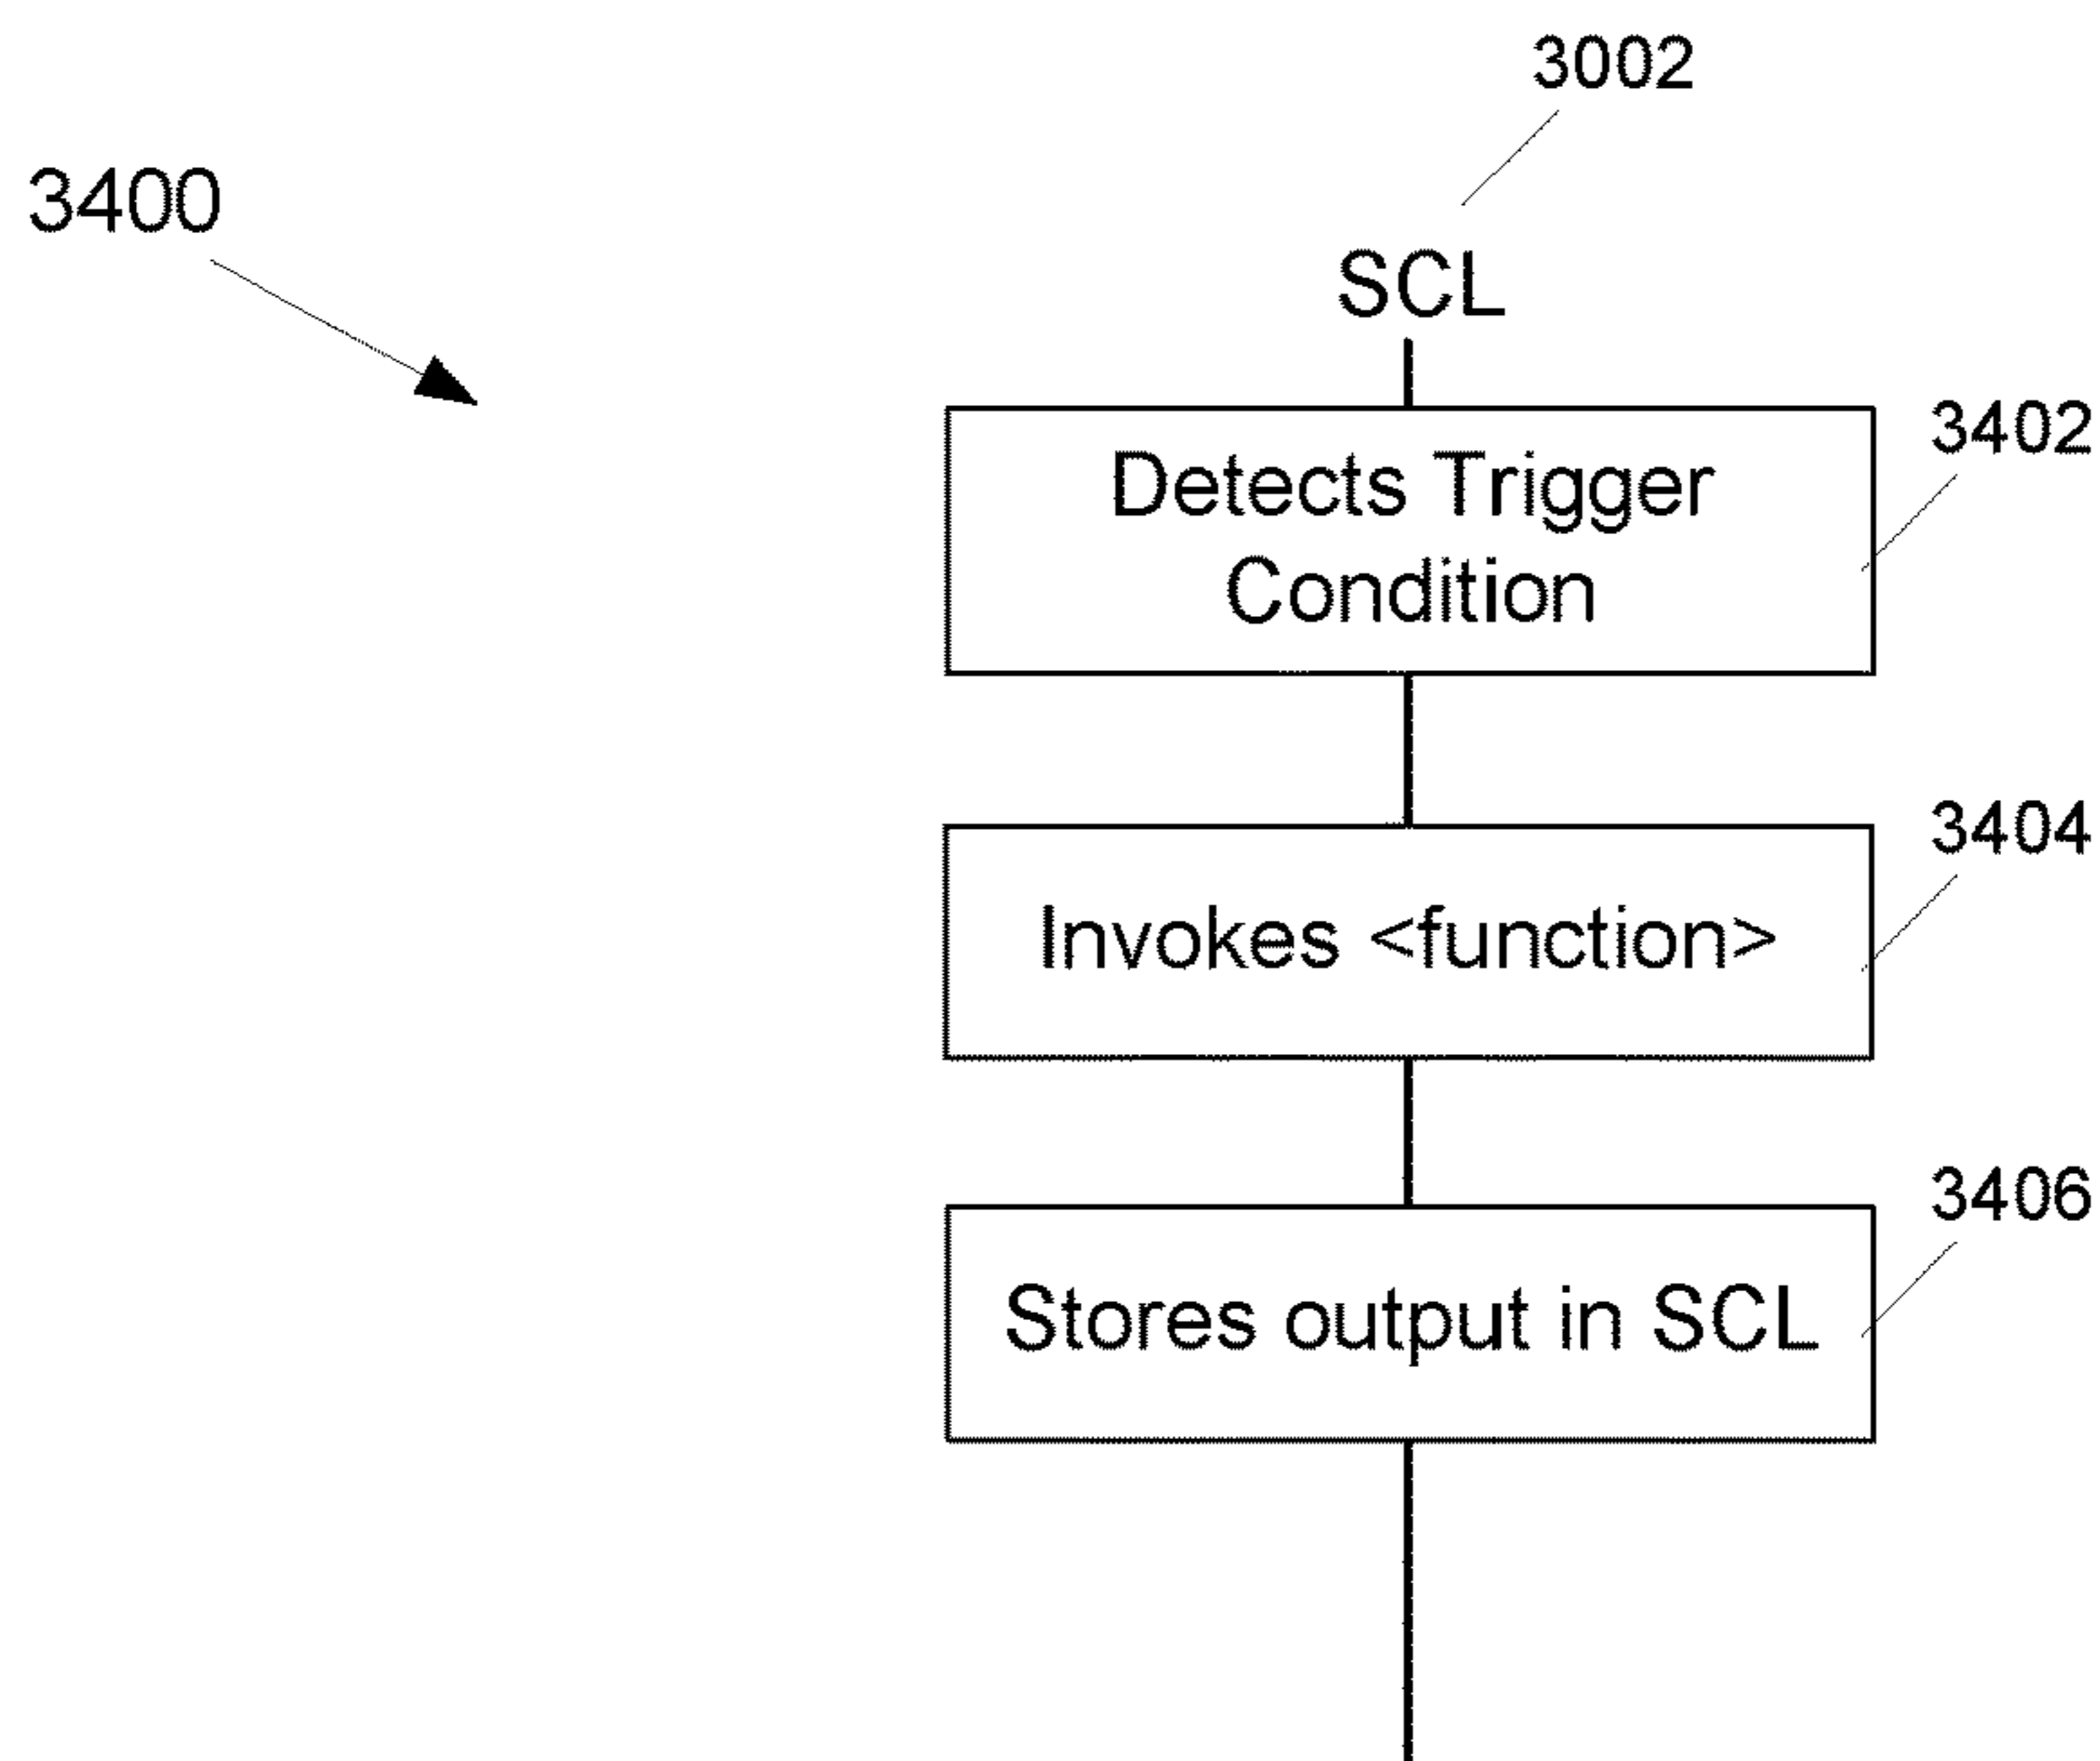 3002
3400
SCL
3402
Detects Trigger
Condition
3404
Invokes <function>
3406
Stores output in SCL